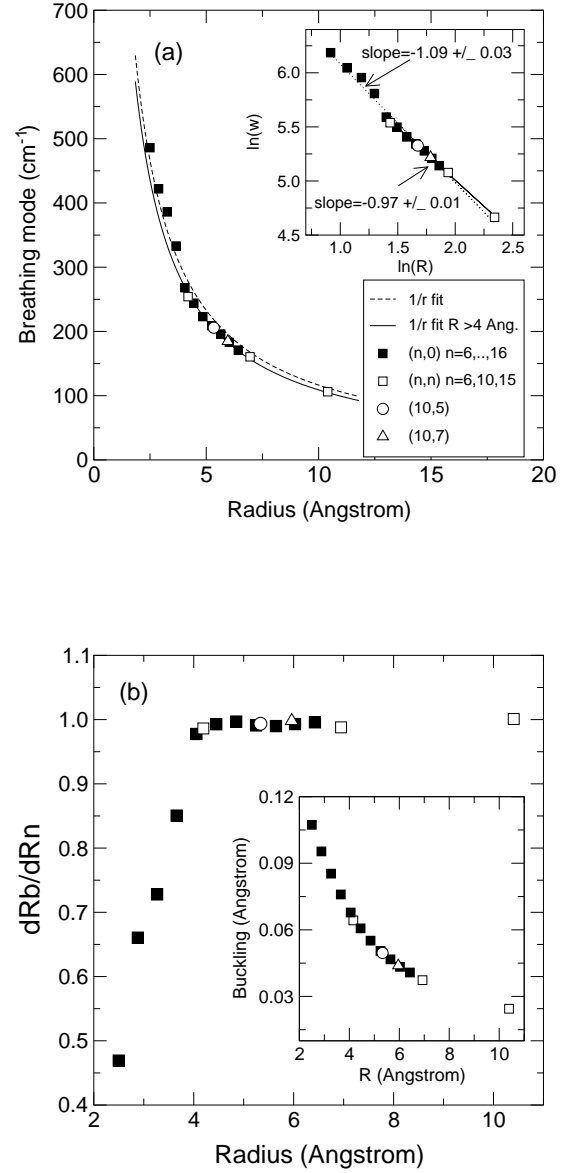 (a)
Breathing mode (cm⁻¹)
700
600
500
400
300
200
100
0
0 5 10 15 20
Radius (Angstrom)
slope=-1.09 +/_ 0.03
slope=-0.97 +/_ 0.01
ln(w)
6.0
5.5
5.0
4.5
1.0 1.5 2.0 2.5
ln(R)
1/r fit
1/r fit R >4 Ang.
(n,0) n=6,..,16
(n,n) n=6,10,15
(10,5)
(10,7)
(b)
dRb/dRn
1.1
1.0
0.9
0.8
0.7
0.6
0.5
0.4
2 4 6 8 10
Radius (Angstrom)
Buckling (Angstrom)
0.12
0.09
0.06
0.03
2 4 6 8 10
R (Angstrom)